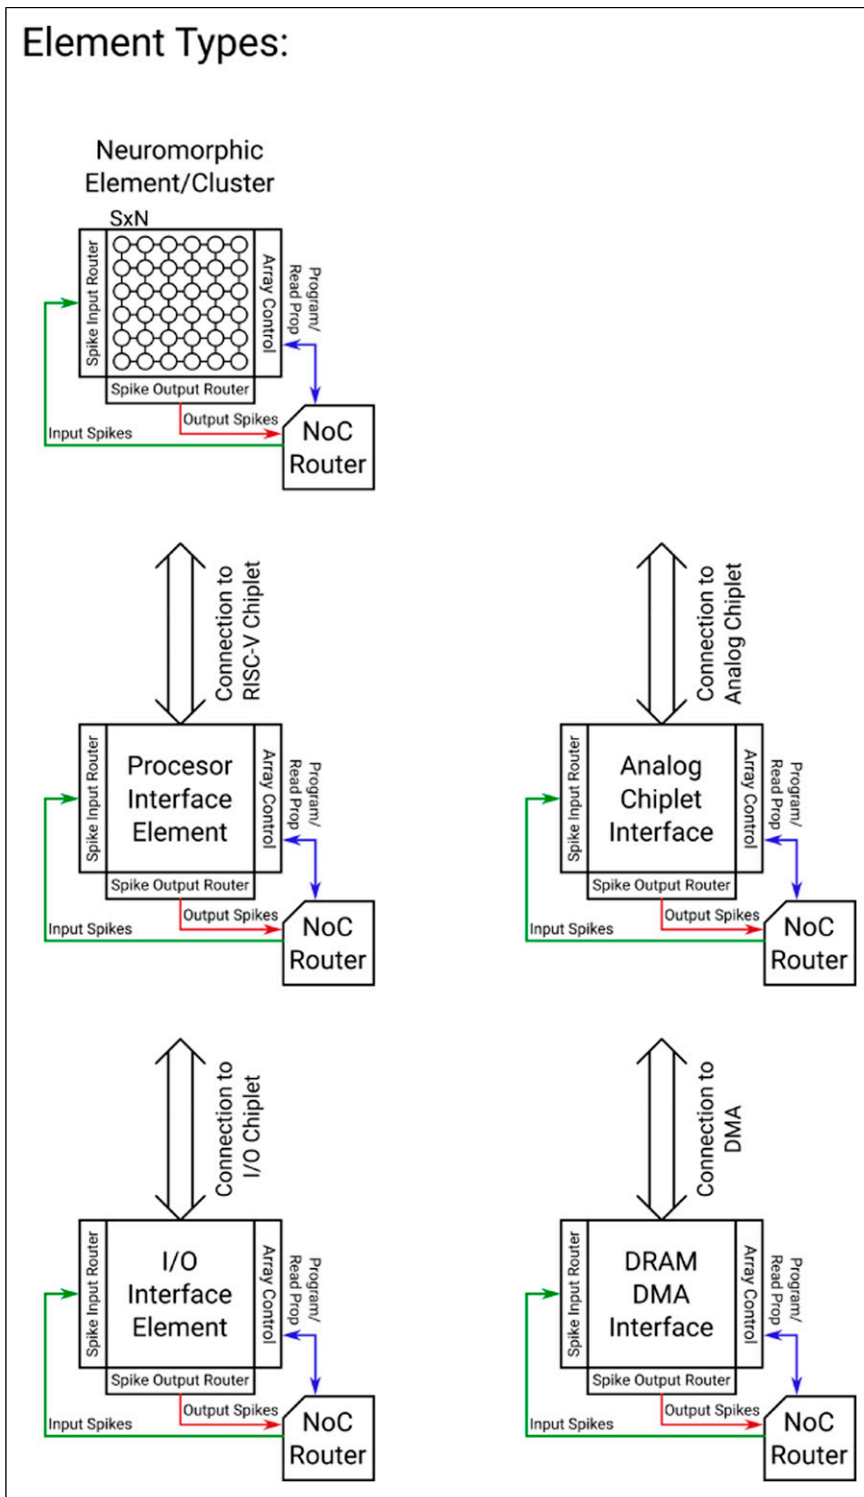 Element Types:
Neuromorphic
Element/Cluster
SxN
Spike Input Router
Array Control
Program/
Read Prop
Spike Output Router
Output Spikes
Input Spikes
NoC
Router
Connection to
RISC-V Chiplet
Spike Input Router
Procesor
Interface
Element
Array Control
Program/
Read Prop
Spike Output Router
Output Spikes
Input Spikes
NoC
Router
Connection to
Analog Chiplet
Spike Input Router
Analog
Chiplet
Interface
Array Control
Program/
Read Prop
Spike Output Router
Output Spikes
Input Spikes
NoC
Router
Connection to
I/O Chiplet
Spike Input Router
I/O
Interface
Element
Array Control
Program/
Read Prop
Spike Output Router
Output Spikes
Input Spikes
NoC
Router
Connection to
DMA
Spike Input Router
DRAM
DMA
Interface
Array Control
Program/
Read Prop
Spike Output Router
Output Spikes
Input Spikes
NoC
Router